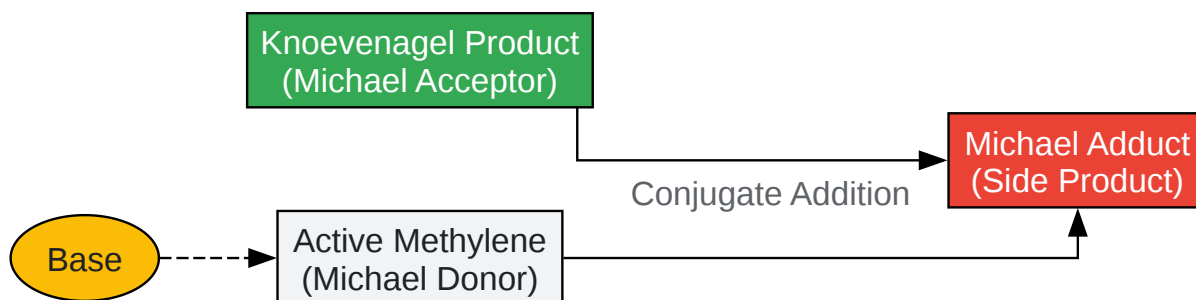 Knoevenagel Product
(Michael Acceptor)
Michael Adduct
(Side Product)
Conjugate Addition
Base
Active Methylene
(Michael Donor)